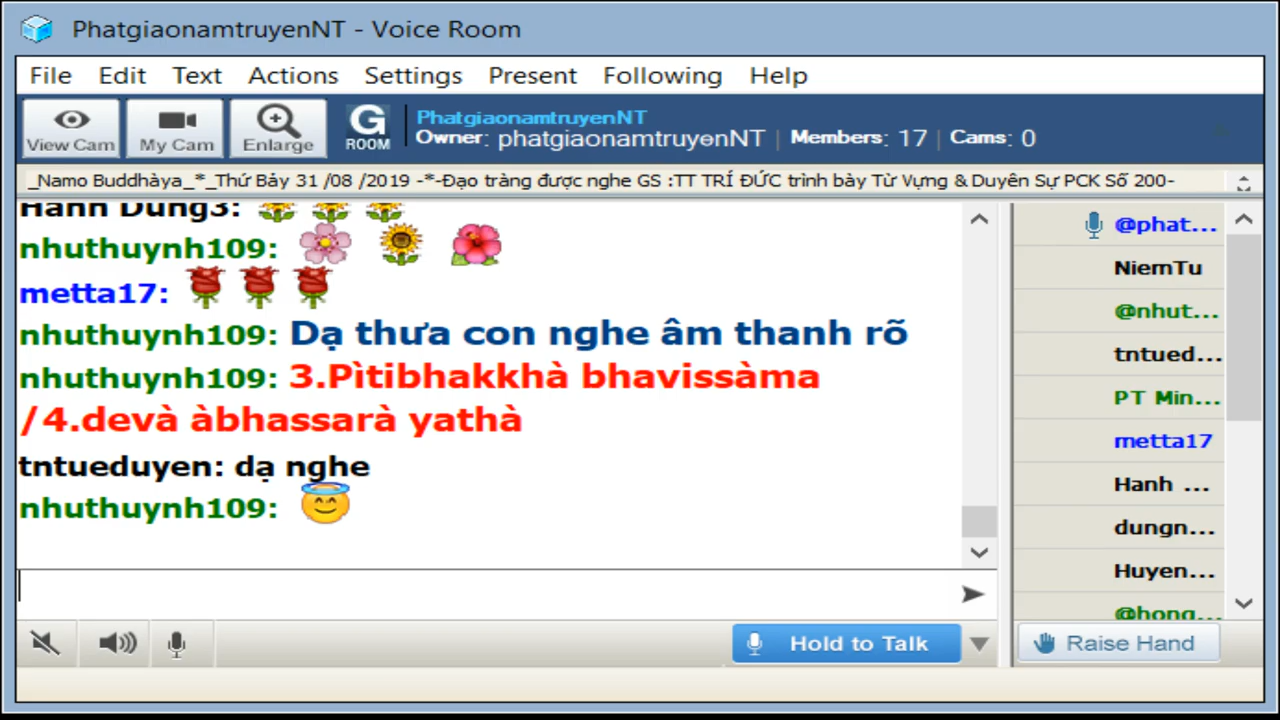 PhatgiaonamtruyenNT - Voice Room
File Edit Text Actions Settings Present Following Help
View Cam
My Cam
Enlarge
G
ROOM
PhatgiaonamtruyenNT
Owner: phatgiaonamtruyenNT | Members: 17 | Cams: 0
_Namo Buddhàya_*_Thứ Bảy 31 /08 /2019 -*-Đạo tràng được nghe GS :TT TRÍ ĐỨC trình bày Từ Vựng & Duyên Sự PCK Số 200-
Hanh Dung3:
nhuthuynh109:
metta17:
nhuthuynh109: Dạ thưa con nghe âm thanh rõ
nhuthuynh109: 3.Pìtibhakkhà bhavissàma
/4.devà àbhassarà yathà
tntueduyen: dạ nghe
nhuthuynh109:
@phat...
NiemTu
@nhut...
tntued...
PT Min...
metta17
Hanh ...
dungn...
Huyen...
@hong...
Hold to Talk
Raise Hand